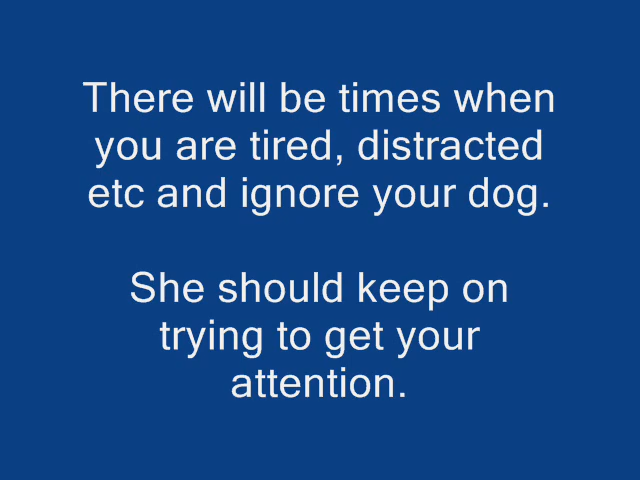 There will be times when
you are tired, distracted
etc and ignore your dog.
She should keep on
trying to get your
attention.